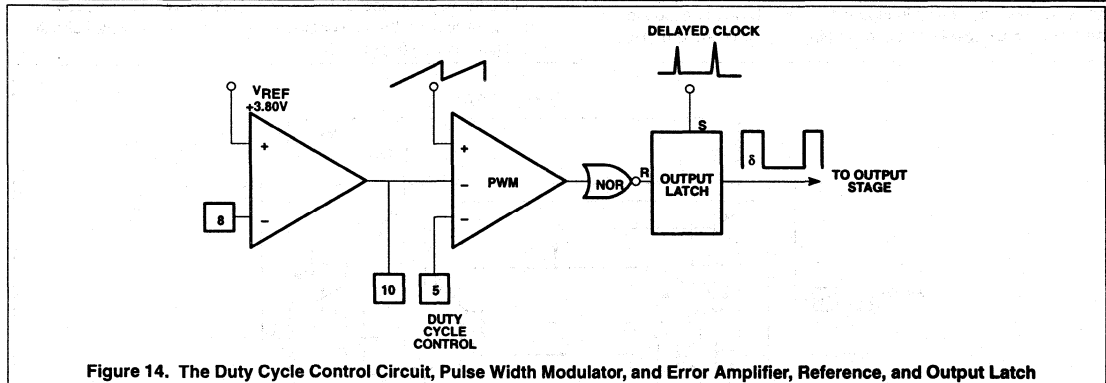 DELAYED CLOCK
VREF
+3.80V
+
−
8
+
−
−
PWM
10
5
DUTY
CYCLE
CONTROL
NOR
R
S
OUTPUT
LATCH
δ
TO OUTPUT
STAGE
Figure 14. The Duty Cycle Control Circuit, Pulse Width Modulator, and Error Amplifier, Reference, and Output Latch